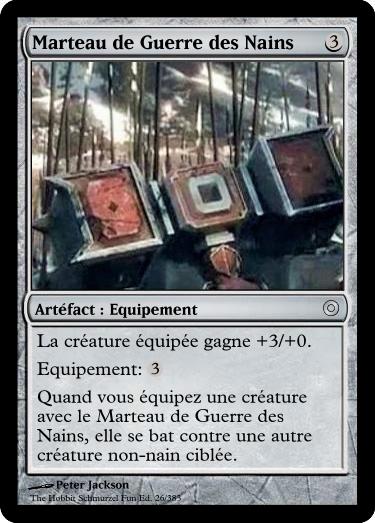 Marteau de Guerre des Nains 3
Artéfact : Equipement
La créature équipée gagne +3/+0.
Equipement: 3
Quand vous équipez une créature
avec le Marteau de Guerre des
Nains, elle se bat contre une autre
créature non-nain ciblée.
Peter Jackson
The Hobbit Schmurzel Fun Ed. 26/383